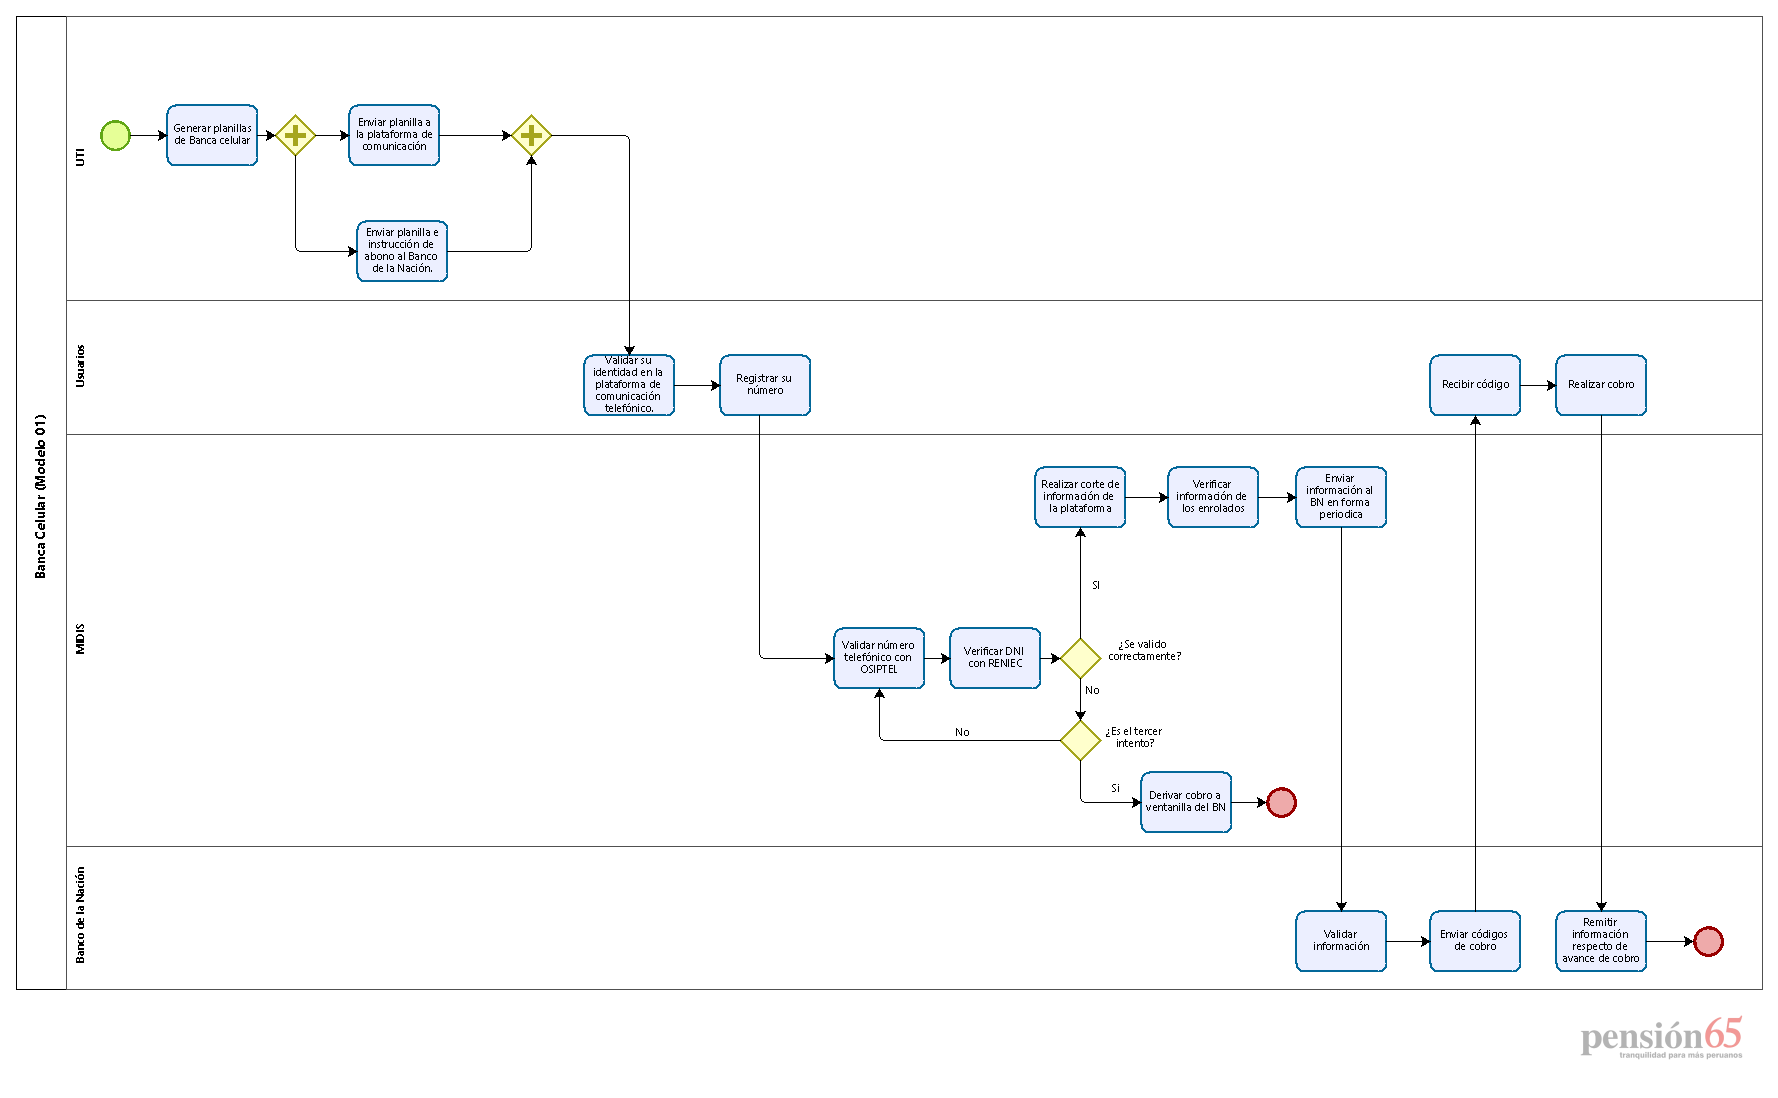 Banca Celular (Modelo 01)
UTI
Generar planillas
de Banca celular
Enviar planilla a
la plataforma de
comunicación
Enviar planilla e
instrucción de
abono al Banco
de la Nación.
Usuarios
Validar su
identidad en la
plataforma de
comunicación
telefónico.
Registrar su
número
Recibir código
Realizar cobro
MIDIS
Realizar corte de
información de
la plataforma
Verificar
información de
los enrolados
Enviar
información al
BN en forma
periodica
SI
Validar número
telefónico con
OSIPTEL
Verificar DNI
con RENIEC
¿Se valido
correctamente?
No
No
¿Es el tercer
intento?
Si
Derivar cobro a
ventanilla del BN
Banco de la Nación
Validar
información
Enviar códigos
de cobro
Remitir
información
respecto de
avance de cobro
pensión65
tranquilidad para más peruanos